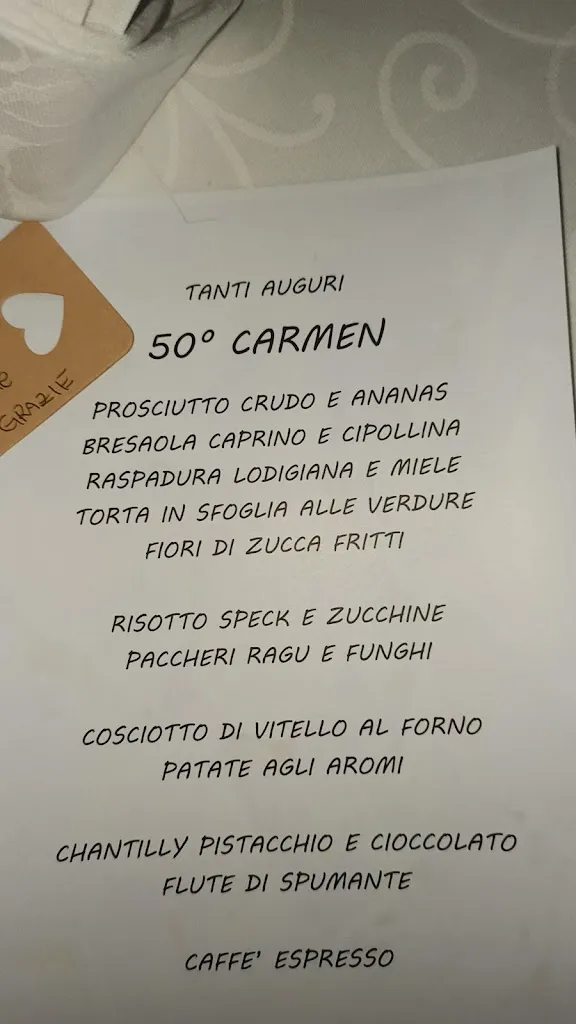 TANTI AUGURI
50° CARMEN
PROSCIUTTO CRUDO E ANANAS
BRESAOLA CAPRINO E CIPOLLINA
RASPADURA LODIGIANA E MIELE
TORTA IN SFOGLIA ALLE VERDURE
FIORI DI ZUCCA FRITTI
RISOTTO SPECK E ZUCCHINE
PACCHERI RAGU E FUNGHI
COSCIOTTO DI VITELLO AL FORNO
PATATE AGLI AROMI
CHANTILLY PISTACCHIO E CIOCCOLATO
FLUTE DI SPUMANTE
CAFFE' ESPRESSO
GRAZIE